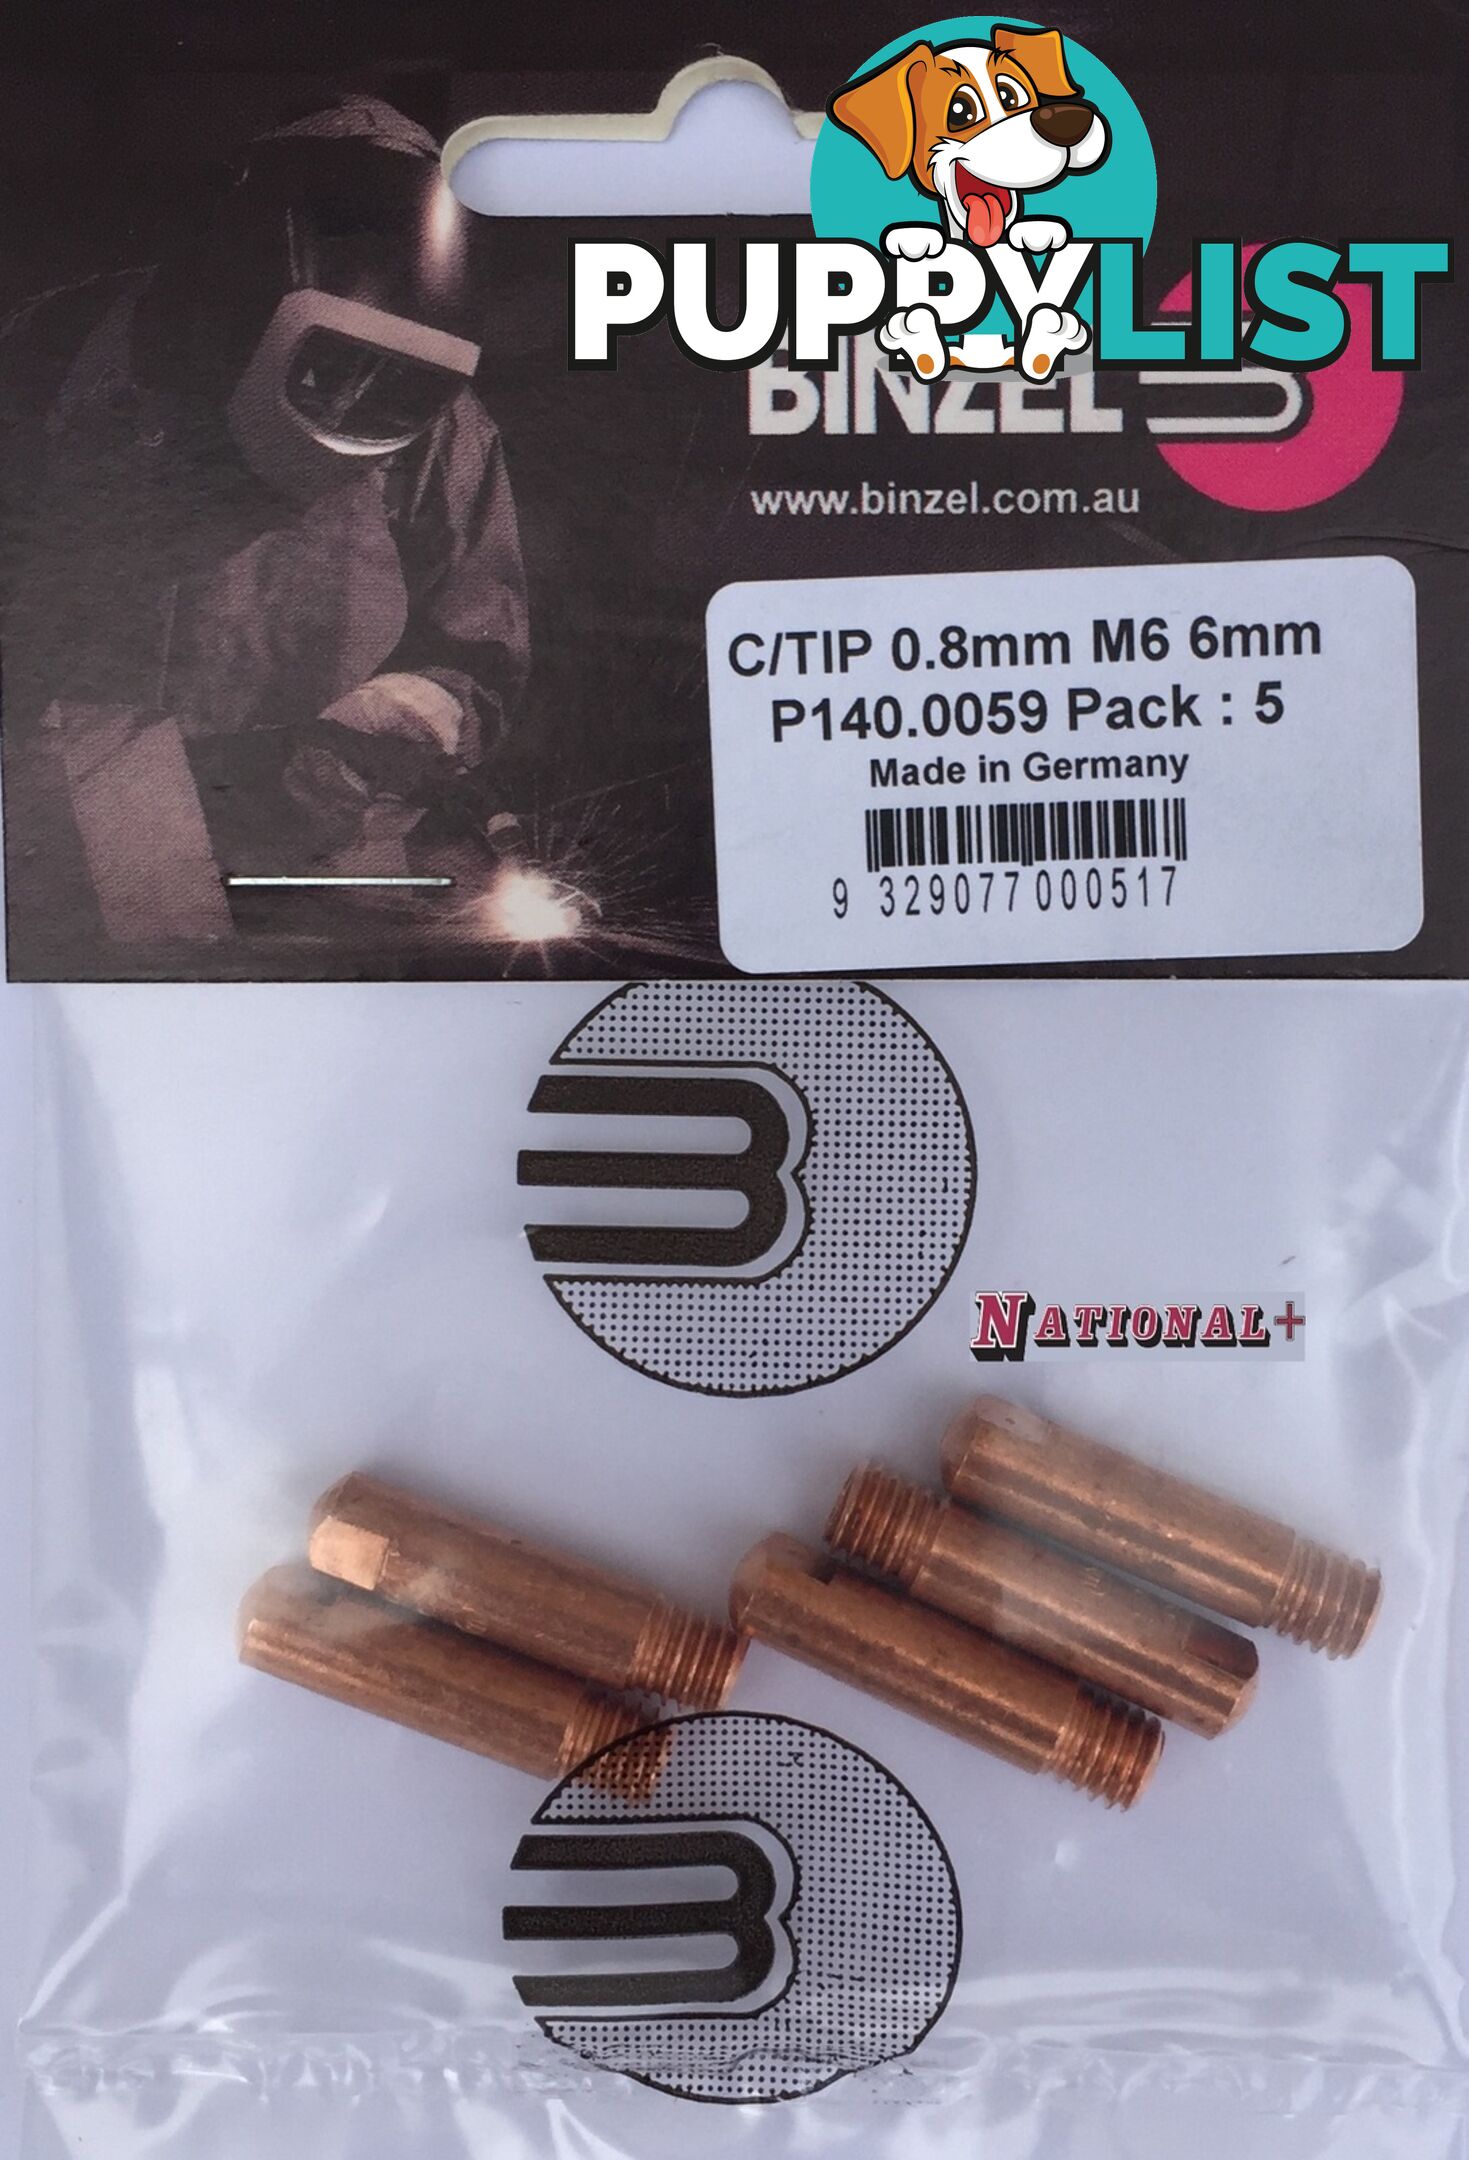 PUPPYLIST
BINZEL
www.binzel.com.au
C/TIP 0.8mm M6 6mm
P140.0059 Pack : 5
Made in Germany
9 329077 000517
NATIONAL+